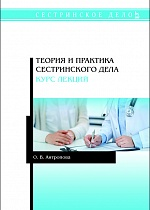 СЕСТРИНСКОЕ ДЕЛО
ТЕОРИЯ И ПРАКТИКА
СЕСТРИНСКОГО ДЕЛА
КУРС ЛЕКЦИЙ
О. В. Антропова